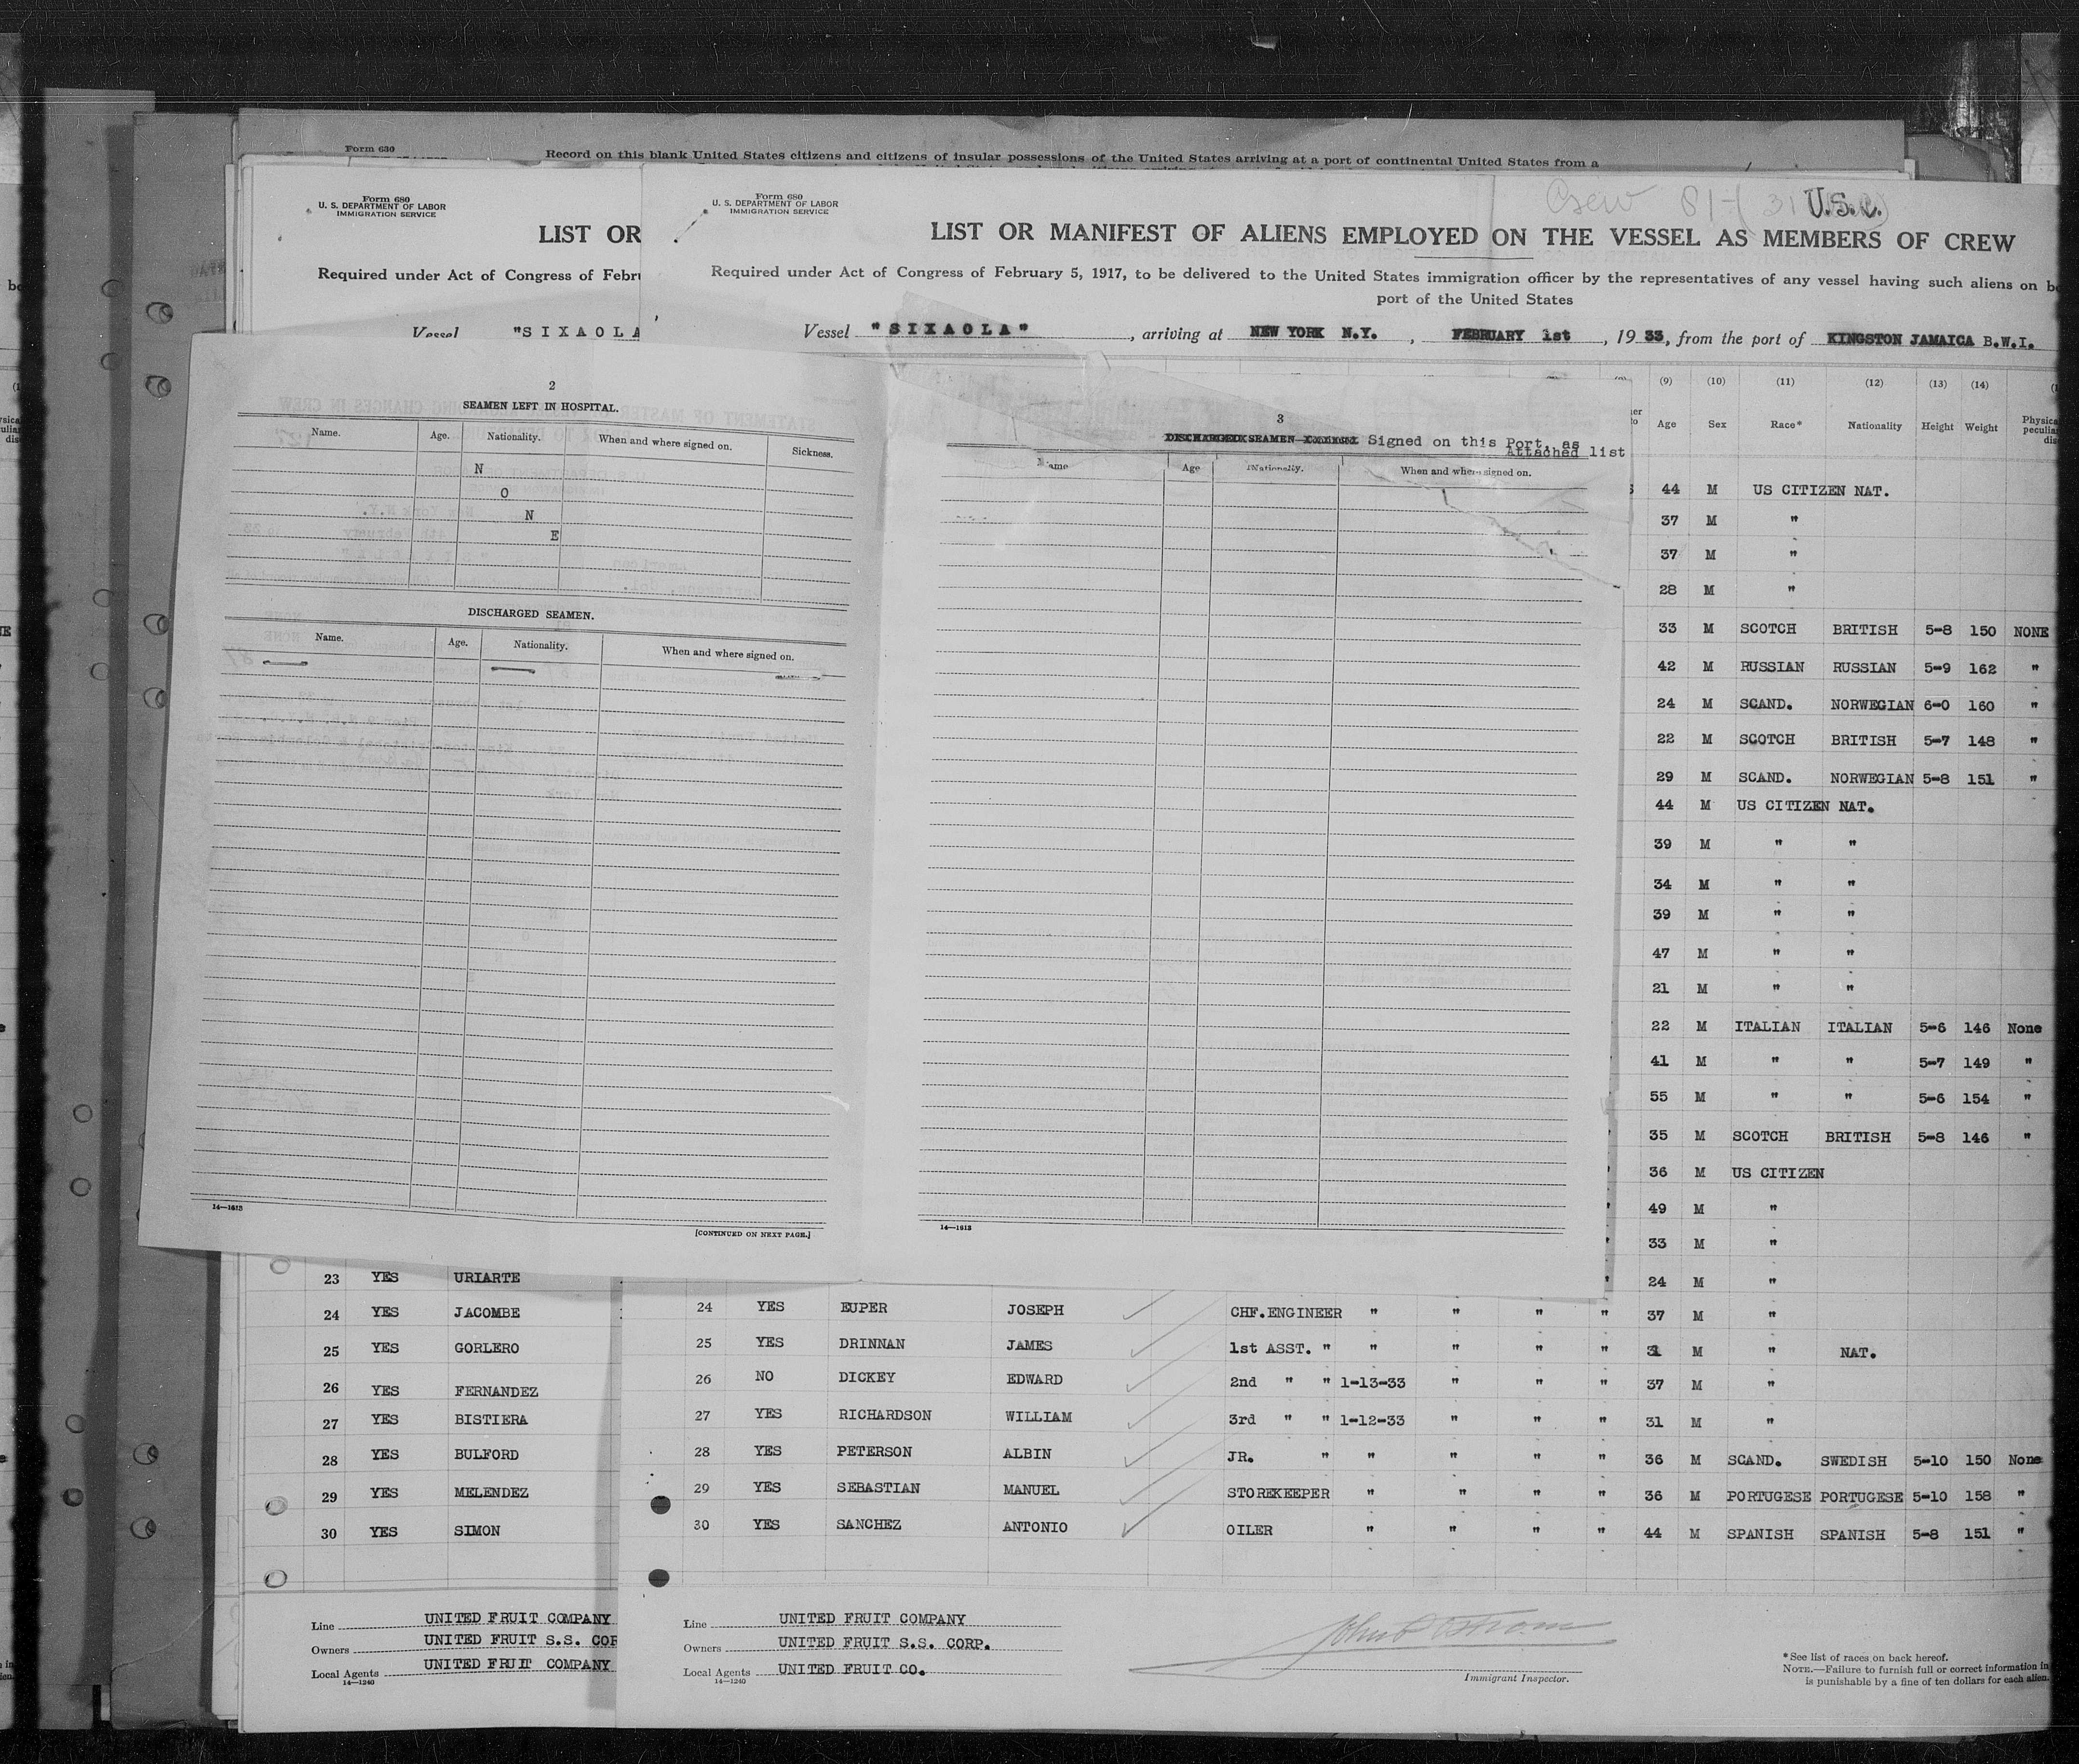 Form 630
Record on this blank United States citizens and citizens of insular possessions of the United States arriving at a port of continental United States from a
Form 680
U. S. DEPARTMENT OF LABOR
IMMIGRATION SERVICE
LIST OR
Required under Act of Congress of Febru
Vessel "SIXAOLA
Form 680
U. S. DEPARTMENT OF LABOR
IMMIGRATION SERVICE
Crew 81-(31
U.S.C.
LIST OR MANIFEST OF ALIENS EMPLOYED ON THE VESSEL AS MEMBERS OF CREW
Required under Act of Congress of February 5, 1917, to be delivered to the United States immigration officer by the representatives of any vessel having such aliens on b
port of the United States
Vessel "SIXAOLA", arriving at NEW YORK N.Y., FEBRUARY 1st, 1933, from the port of KINGSTON JAMAICA B.W.I.
2
SEAMEN LEFT IN HOSPITAL.
Name. Age. Nationality. When and where signed on. Sickness.
N
O
N
E
DISCHARGED SEAMEN.
Name. Age. Nationality. When and where signed on.
14—1613
[CONTINUED ON NEXT PAGE.]
3
DISCHARGED SEAMEN Signed on this Port, as
Attached list
Name Age Nationality. When and where signed on.
14—1613
(9) (10) (11) (12) (13) (14)
Age Sex Race* Nationality Height Weight Physica
peculia
dis
44 M US CITIZEN NAT.
37 M "
37 M "
28 M "
33 M SCOTCH BRITISH 5-8 150 NONE
42 M RUSSIAN RUSSIAN 5-9 162 "
24 M SCAND. NORWEGIAN 6-0 160 "
22 M SCOTCH BRITISH 5-7 148 "
29 M SCAND. NORWEGIAN 5-8 151 "
44 M US CITIZEN NAT.
39 M " "
34 M " "
39 M " "
47 M " "
21 M " "
22 M ITALIAN ITALIAN 5-6 146 None
41 M " " 5-7 149 "
55 M " " 5-6 154 "
35 M SCOTCH BRITISH 5-8 146 "
36 M US CITIZEN
49 M "
33 M "
24 M "
23 YES URIARTE
24 YES JACOMBE
25 YES GORLERO
26 YES FERNANDEZ
27 YES BISTIERA
28 YES BULFORD
29 YES MELENDEZ
30 YES SIMON
24 YES EUPER JOSEPH CHF.ENGINEER " " " " 37 M "
25 YES DRINNAN JAMES 1st ASST. " " " " " 31 M " NAT.
26 NO DICKEY EDWARD 2nd " " 1-13-33 " " " 37 M "
27 YES RICHARDSON WILLIAM 3rd " " 1-12-33 " " " 31 M "
28 YES PETERSON ALBIN JR. " " " " " 36 M SCAND. SWEDISH 5-10 150 None
29 YES SEBASTIAN MANUEL STOREKEEPER " " " " 36 M PORTUGESE PORTUGESE 5-10 158 "
30 YES SANCHEZ ANTONIO OILER " " " " 44 M SPANISH SPANISH 5-8 151 "
Line UNITED FRUIT COMPANY
Owners UNITED FRUIT S.S. COR
Local Agents UNITED FRUIT COMPANY
14—1240
Line UNITED FRUIT COMPANY
Owners UNITED FRUIT S.S. CORP.
Local Agents UNITED FRUIT CO.
14—1240
Immigrant Inspector.
*See list of races on back hereof.
NOTE.—Failure to furnish full or correct information in
is punishable by a fine of ten dollars for each alien.